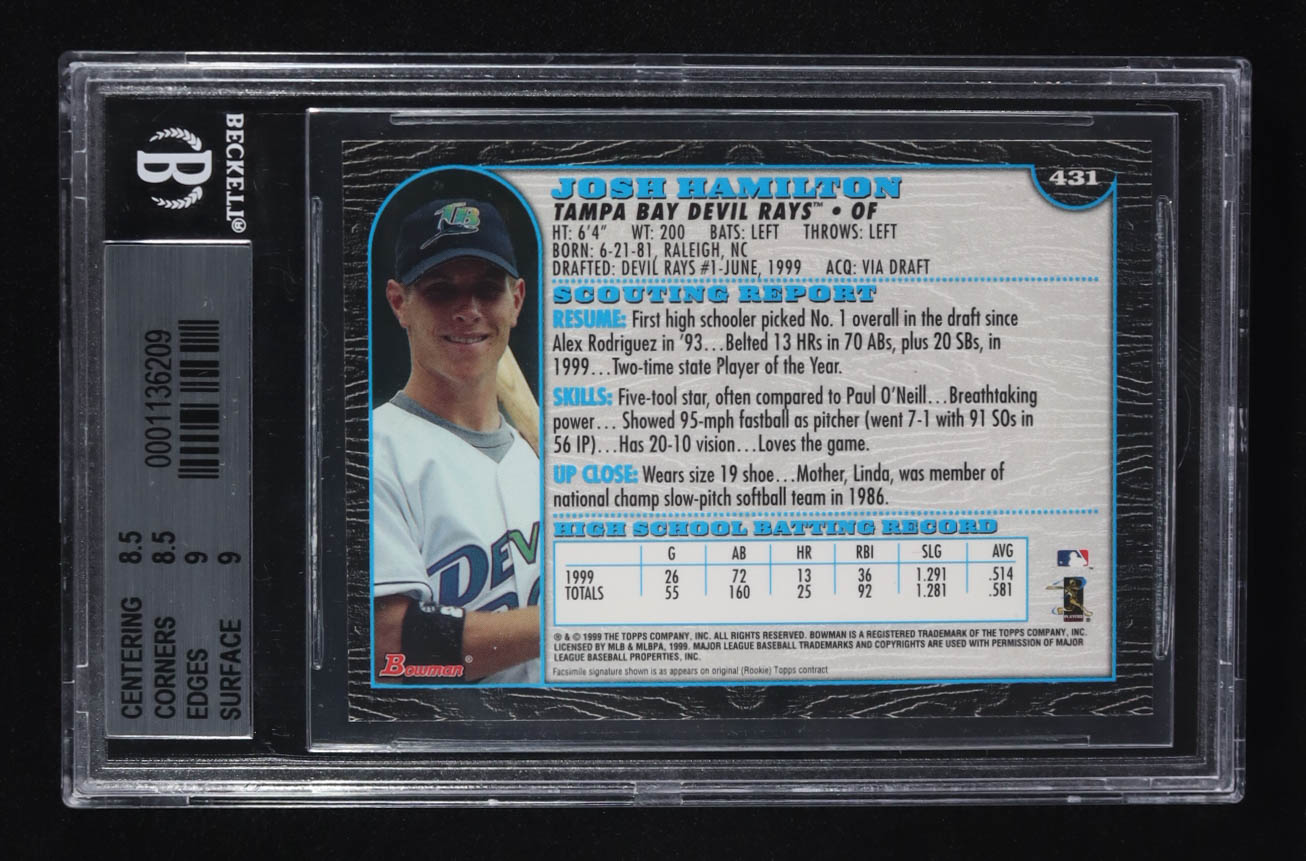 BECKETT®
B
0001136209
CENTERING 8.5
CORNERS 8.5
EDGES 9
SURFACE 9
431
JOSH HAMILTON
TAMPA BAY DEVIL RAYS™ • OF
HT: 6'4" WT: 200 BATS: LEFT THROWS: LEFT
BORN: 6-21-81, RALEIGH, NC
DRAFTED: DEVIL RAYS #1-JUNE, 1999 ACQ: VIA DRAFT
SCOUTING REPORT
RESUME: First high schooler picked No. 1 overall in the draft since
Alex Rodriguez in '93...Belted 13 HRs in 70 ABs, plus 20 SBs, in
1999...Two-time state Player of the Year.
SKILLS: Five-tool star, often compared to Paul O'Neill...Breathtaking
power... Showed 95-mph fastball as pitcher (went 7-1 with 91 SOs in
56 IP)...Has 20-10 vision...Loves the game.
UP CLOSE: Wears size 19 shoe...Mother, Linda, was member of
national champ slow-pitch softball team in 1986.
HIGH SCHOOL BATTING RECORD
G AB HR RBI SLG AVG
1999 26 72 13 36 1.291 .514
TOTALS 55 160 25 92 1.281 .581
® & © 1999 THE TOPPS COMPANY, INC. ALL RIGHTS RESERVED. BOWMAN IS A REGISTERED TRADEMARK OF THE TOPPS COMPANY, INC.
LICENSED BY MLB & MLBPA, 1999. MAJOR LEAGUE BASEBALL TRADEMARKS AND COPYRIGHTS ARE USED WITH PERMISSION OF MAJOR
LEAGUE BASEBALL PROPERTIES, INC.
Facsimile signature shown is as appears on original (Rookie) Topps contract
TB
DEV
Bowman®